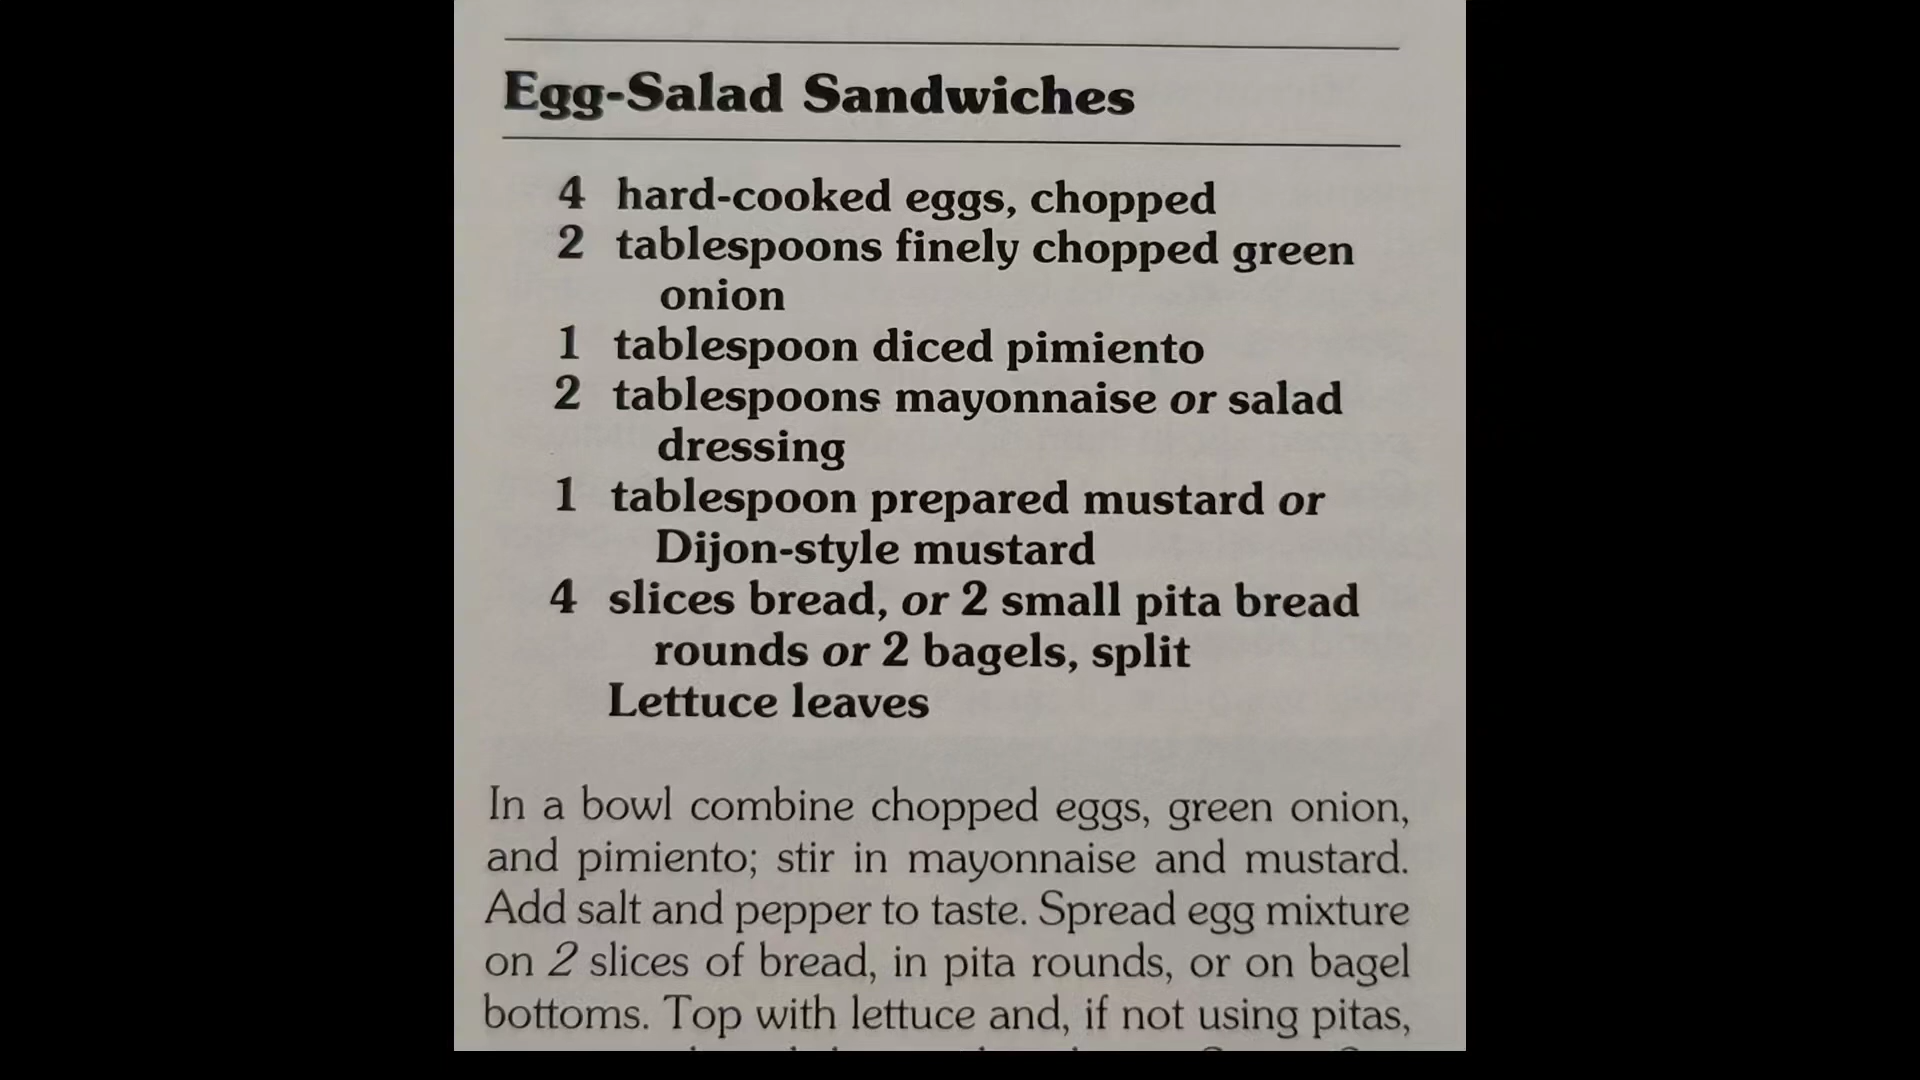 Egg-Salad Sandwiches
4 hard-cooked eggs, chopped
2 tablespoons finely chopped green
onion
1 tablespoon diced pimiento
2 tablespoons mayonnaise or salad
dressing
1 tablespoon prepared mustard or
Dijon-style mustard
4 slices bread, or 2 small pita bread
rounds or 2 bagels, split
Lettuce leaves
In a bowl combine chopped eggs, green onion,
and pimiento; stir in mayonnaise and mustard.
Add salt and pepper to taste. Spread egg mixture
on 2 slices of bread, in pita rounds, or on bagel
bottoms. Top with lettuce and, if not using pitas,